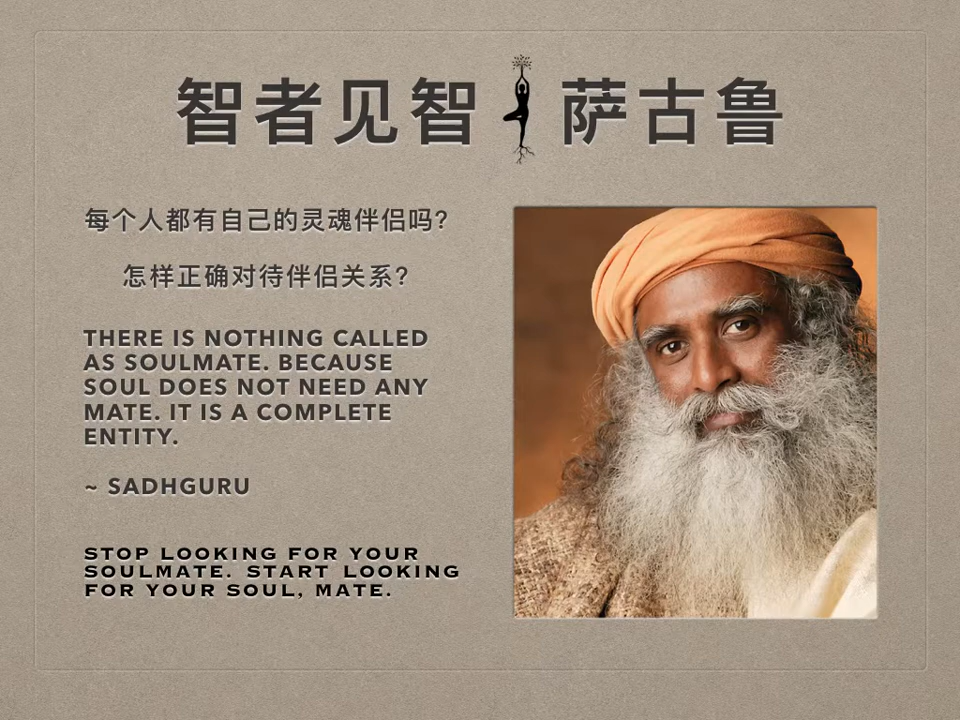 智者见智 萨古鲁
每个人都有自己的灵魂伴侣吗?
怎样正确对待伴侣关系?
THERE IS NOTHING CALLED
AS SOULMATE. BECAUSE
SOUL DOES NOT NEED ANY
MATE. IT IS A COMPLETE
ENTITY.
~ SADHGURU
STOP LOOKING FOR YOUR
SOULMATE. START LOOKING
FOR YOUR SOUL, MATE.